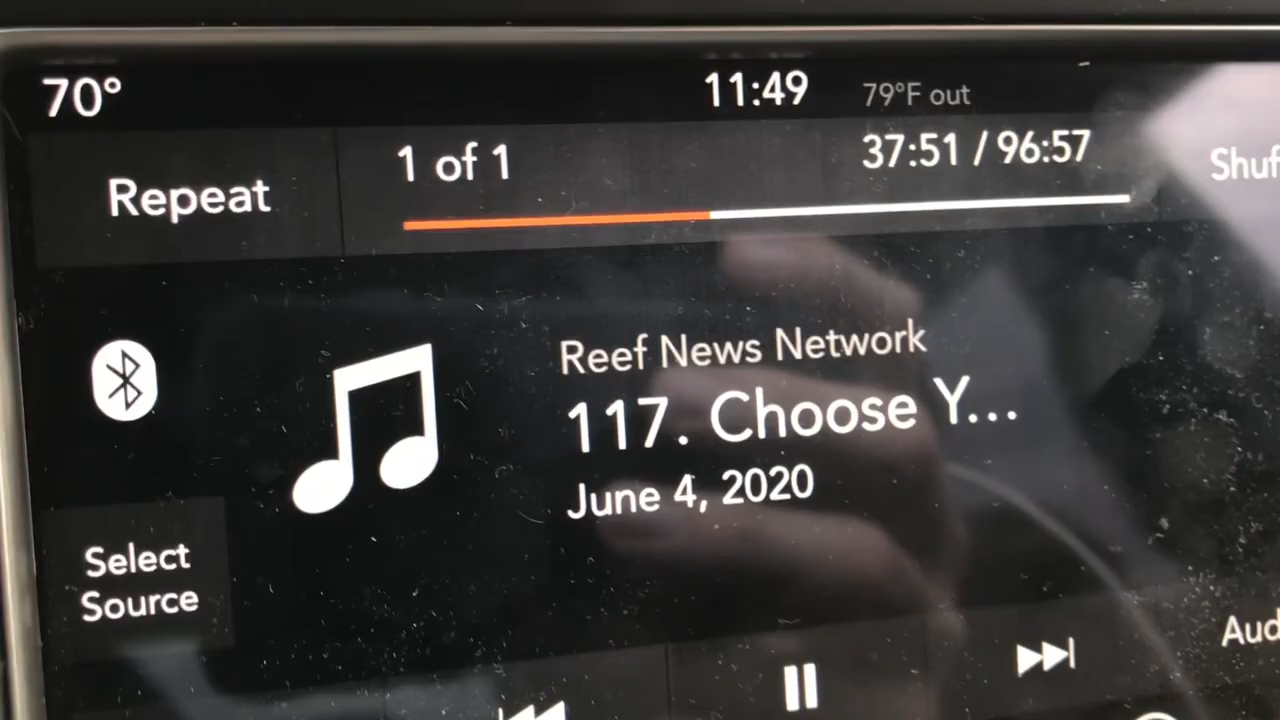 70°
11:49
79°F out
Repeat
1 of 1
37:51 / 96:57
Shuf
Reef News Network
117. Choose Y...
June 4, 2020
Select
Source
Aud